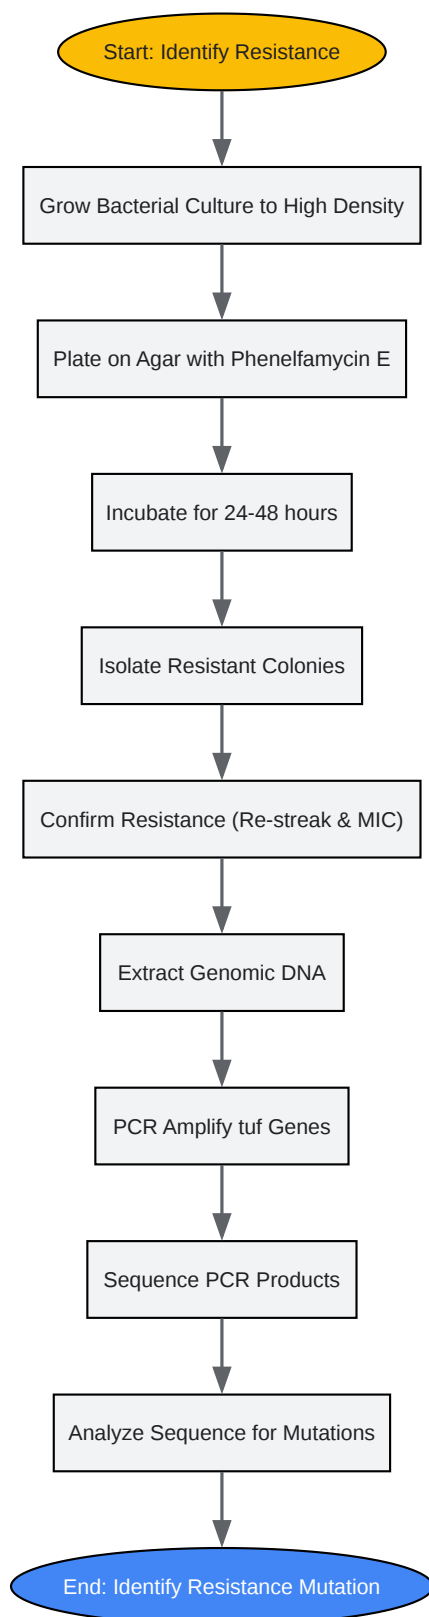 Start: Identify Resistance
Grow Bacterial Culture to High Density
Plate on Agar with Phenelfamycin E
Incubate for 24-48 hours
Isolate Resistant Colonies
Confirm Resistance (Re-streak & MIC)
Extract Genomic DNA
PCR Amplify tuf Genes
Sequence PCR Products
Analyze Sequence for Mutations
End: Identify Resistance Mutation